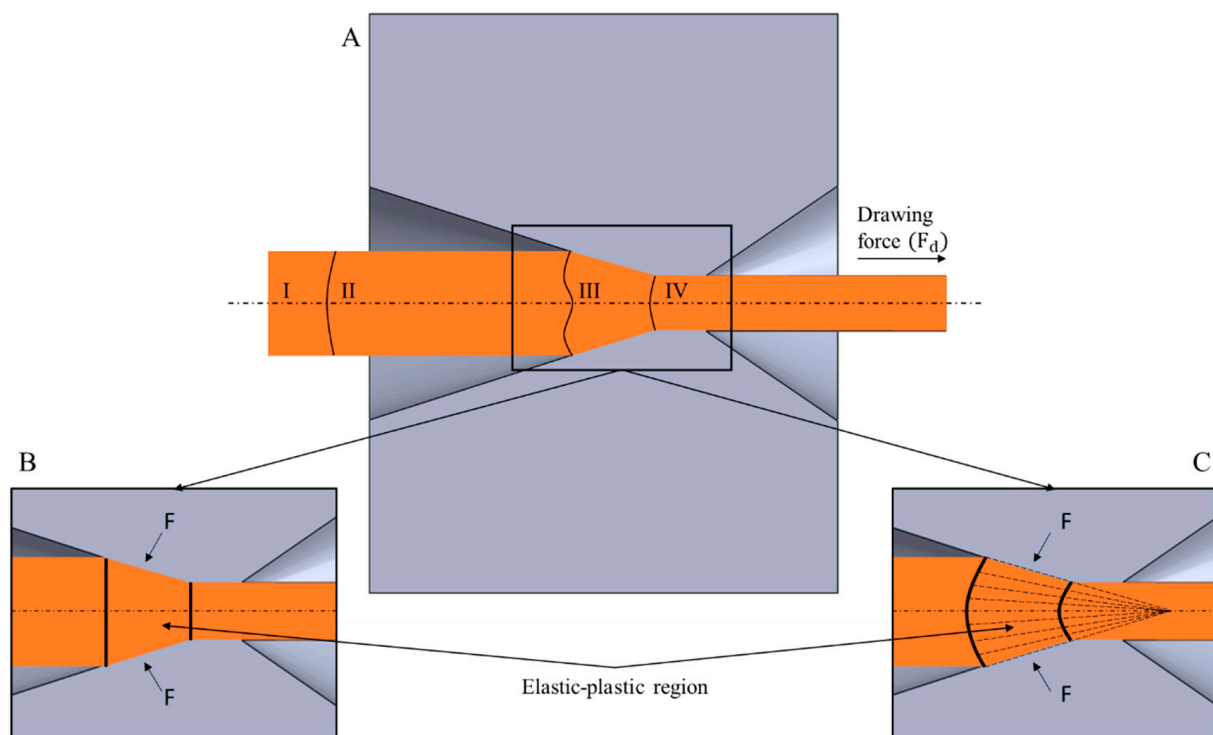 A
Drawing
force (Fd)
I
II
III
IV
B
C
F
F
F
F
Elastic-plastic region